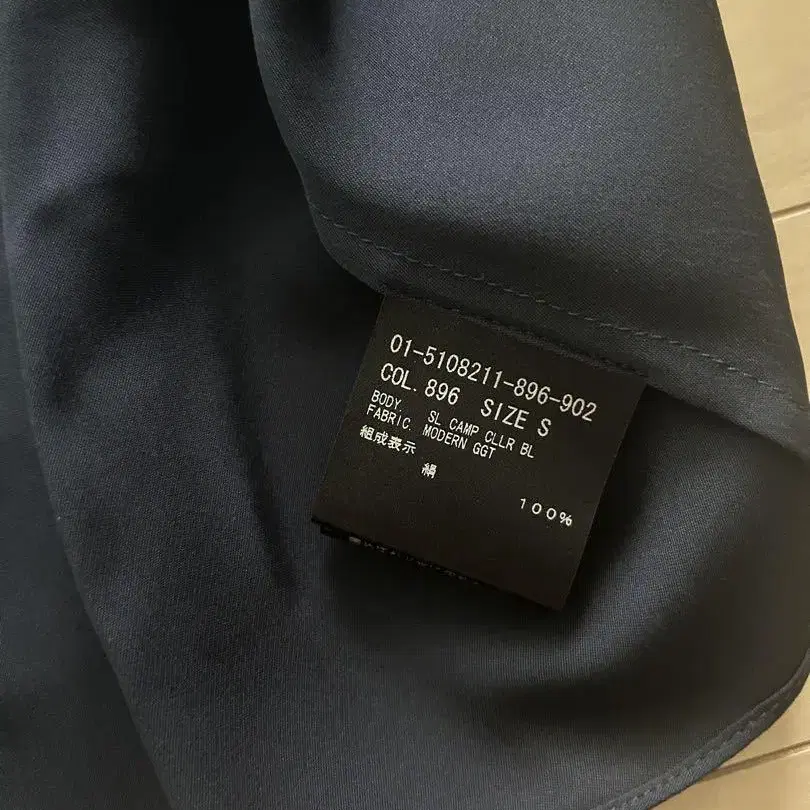 01-5108211-896-902
COL. 896 SIZE S
BODY. SL CAMP CLLR BL
FABRIC. MODERN GGT
組成表示
絹
100%